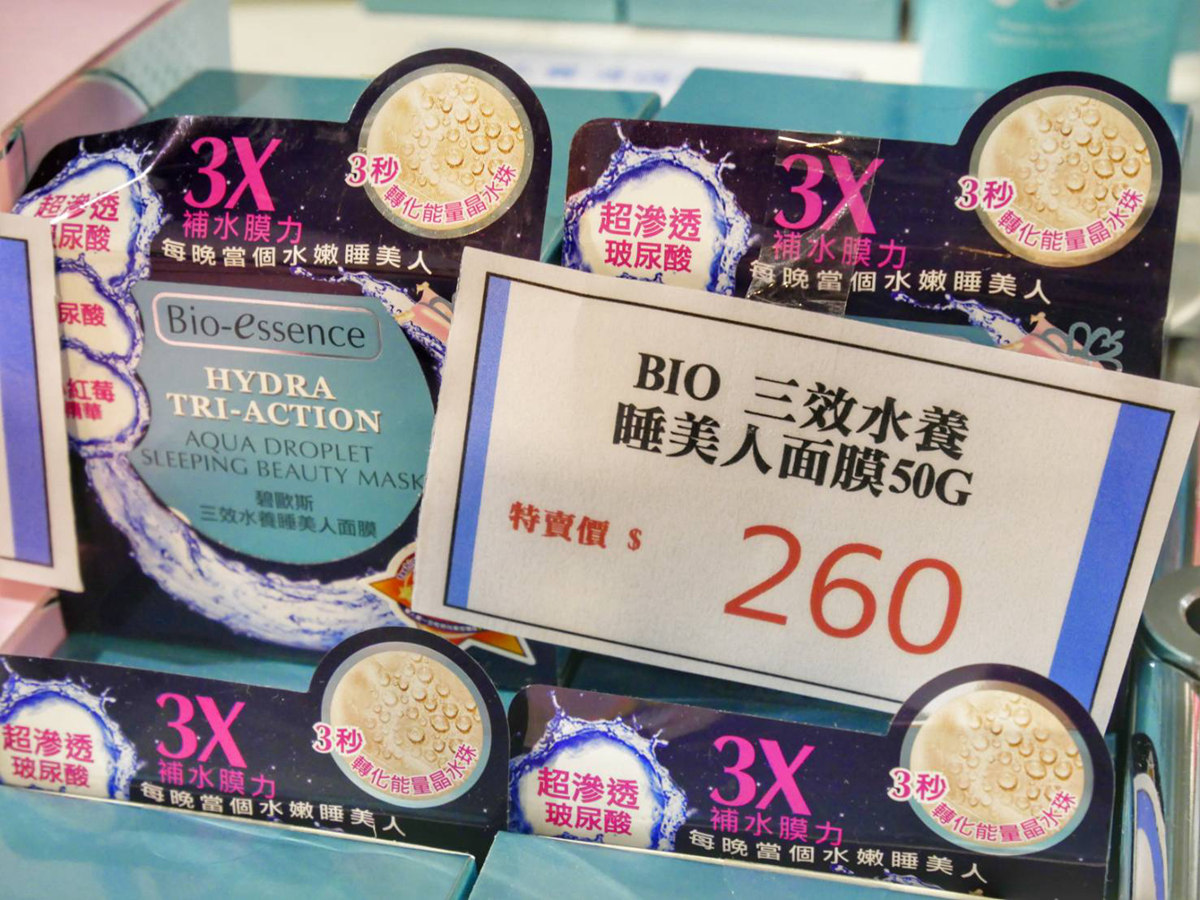 3X
補水膜力
每晚當個水嫩睡美人
3秒
轉化能量晶水珠
超滲透
尿酸
尿酸
紅莓
精華
Bio-essence
HYDRA
TRI-ACTION
AQUA DROPLET
SLEEPING BEAUTY MASK
碧歐斯
三效水養睡美人面膜
超滲透
玻尿酸
3X
補水膜力
每晚當個水嫩睡美人
3秒
轉化能量晶水珠
BIO 三效水養
睡美人面膜50G
特賣價 $ 260
超滲透
玻尿酸
3X
補水膜力
每晚當個水嫩睡美人
3秒
轉化能量晶水珠
超滲透
玻尿酸
3X
補水膜力
每晚當個水嫩睡美人
3秒
轉化能量晶水珠